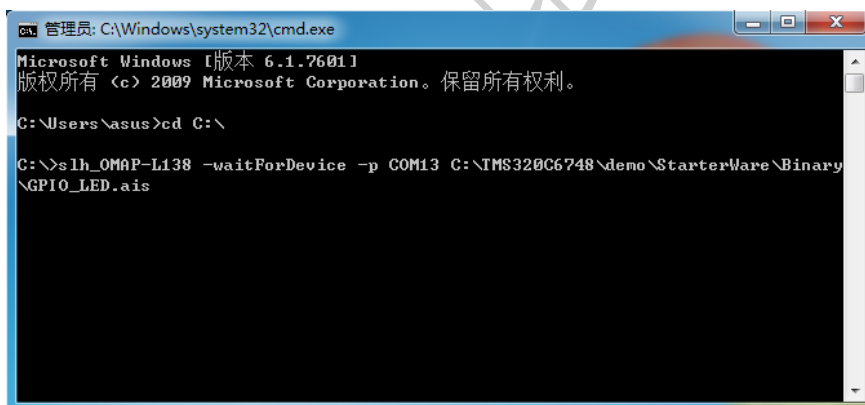 管理员: C:\Windows\system32\cmd.exe
Microsoft Windows [版本 6.1.7601]
版权所有 (c) 2009 Microsoft Corporation。保留所有权利。
C:\Users\asus>cd C:\
C:\>slh_OMAP-L138 -waitForDevice -p COM13 C:\TMS320C6748\demo\StarterWare\Binary
\GPIO_LED.ais